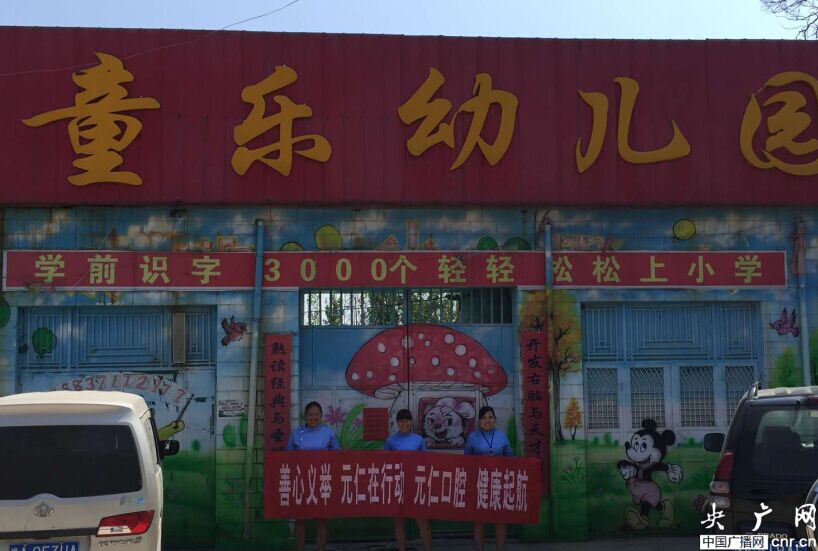 童乐幼儿园
学前识字 3000个轻轻松松上小学
熟读经典与童
开发右脑与天才
善心义举 元仁在行动 元仁口腔 健康起航
央广网
中国广播网 cnr.cn